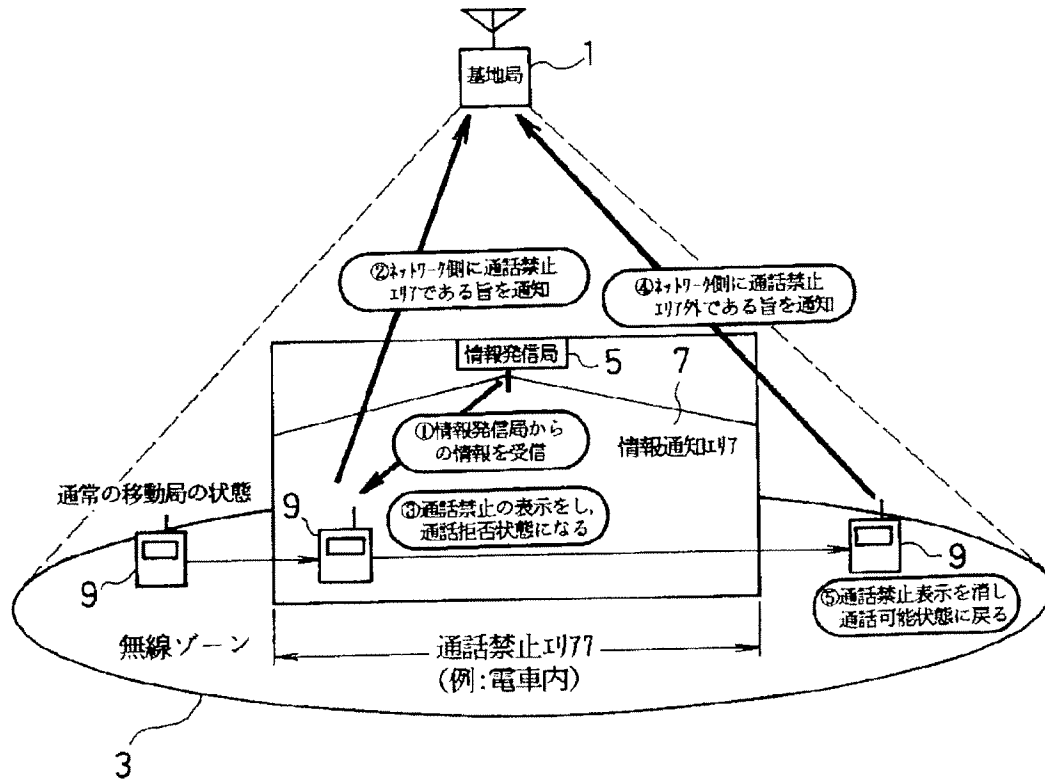 基地局
1
②ネットワーク側に通話禁止
エリアである旨を通知
④ネットワーク側に通話禁止
エリア外である旨を通知
情報発信局
5
7
①情報発信局から
の情報を受信
情報通知エリア
通常の移動局の状態
9
③通話禁止の表示をし,
通話拒否状態になる
9
9
⑤通話禁止表示を消し
通話可能状態に戻る
無線ゾーン
通話禁止エリア7
(例:電車内)
3